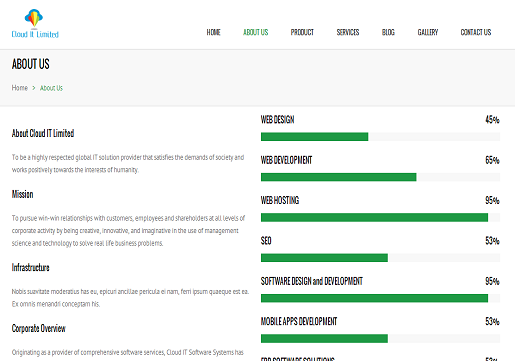 Cloud IT Limited
HOME ABOUT US PRODUCT SERVICES BLOG GALLERY CONTACT US
ABOUT US
Home > About Us
About Cloud IT Limited
To be a highly respected global IT solution provider that satisfies the demands of society and
works positively towards the interests of humanity.
Mission
To pursue win-win relationships with customers, employees and shareholders at all levels of
corporate activity by being creative, innovative, and imaginative in the use of management
science and technology to solve real life business problems.
Infrastructure
Nobis suavitate moderatius has eu, epicuri ancillae pericula ei nam, ferri ipsum quaeque est ea.
Ex omnis menandri conceptam his.
Corporate Overview
Originating as a provider of comprehensive software services, Cloud IT Software Systems has
WEB DESIGN 45%
WEB DEVELOPMENT 65%
WEB HOSTING 95%
SEO 53%
SOFTWARE DESIGN and DEVELOPMENT 95%
MOBILE APPS DEVELOPMENT 53%
ERP SOFTWARE SOLUTIONS 53%